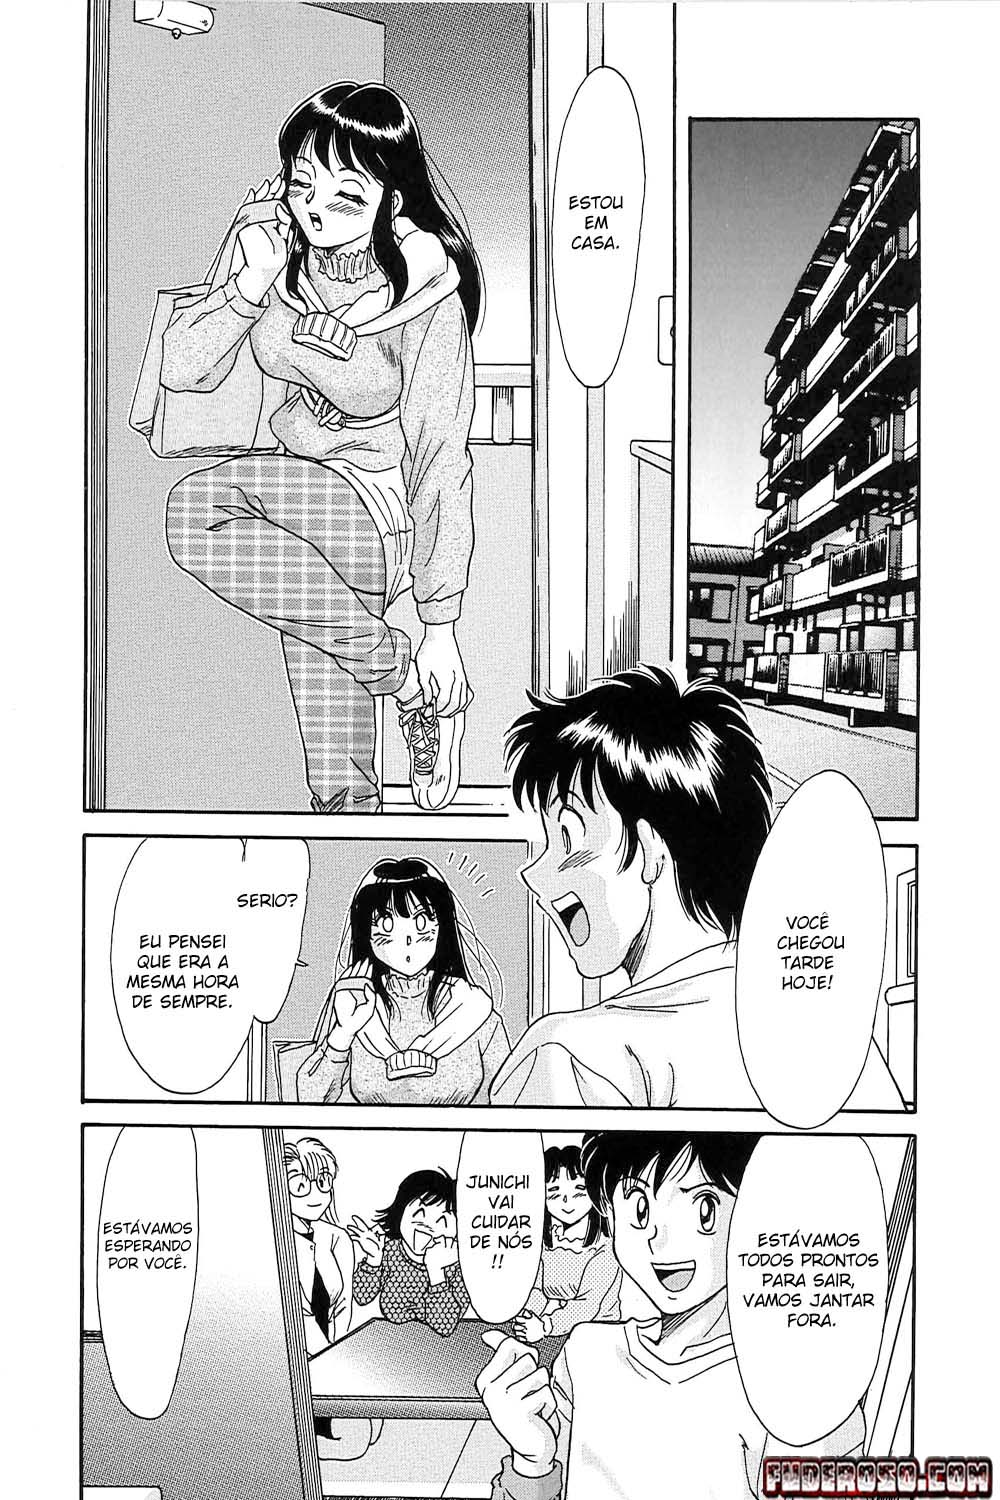 ESTOU
EM
CASA.
VOCÊ
CHEGOU
TARDE
HOJE!
SERIO?
EU PENSEI
QUE ERA A
MESMA HORA
DE SEMPRE.
ESTÁVAMOS
TODOS PRONTOS
PARA SAIR,
VAMOS JANTAR
FORA.
JUNICHI
VAI
CUIDAR
DE NÓS
!!
ESTÁVAMOS
ESPERANDO
POR VOCÊ.
FUDEROSO.COM